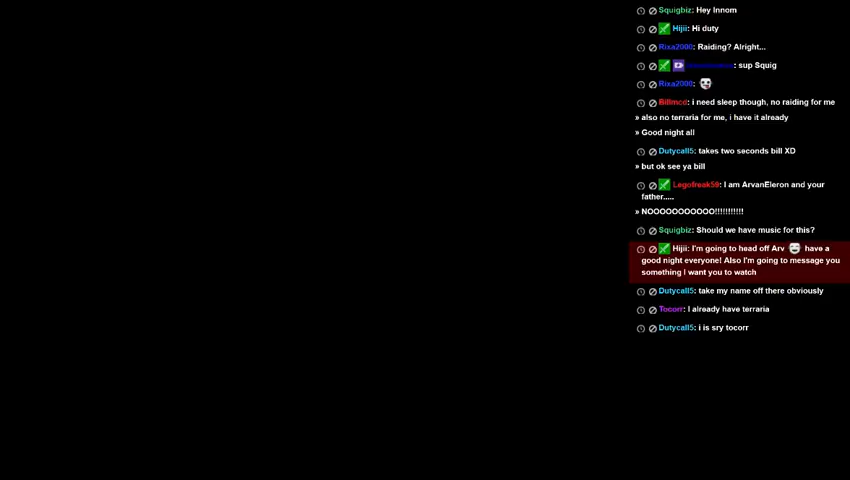 Squigbiz: Hey Innom
Hijii: Hi duty
Rixa2000: Raiding? Alright...
: sup Squig
Rixa2000:
Billmcd: i need sleep though, no raiding for me
» also no terraria for me, i have it already
» Good night all
Dutycall5: takes two seconds bill XD
» but ok see ya bill
Legofreak59: I am ArvanEleron and your
father.....
» NOOOOOOOOOOO!!!!!!!!!!!
Squigbiz: Should we have music for this?
Hijii: I'm going to head off Arv have a
good night everyone! Also I'm going to message you
something I want you to watch
Dutycall5: take my name off there obviously
Tocorr: I already have terraria
Dutycall5: i is sry tocorr